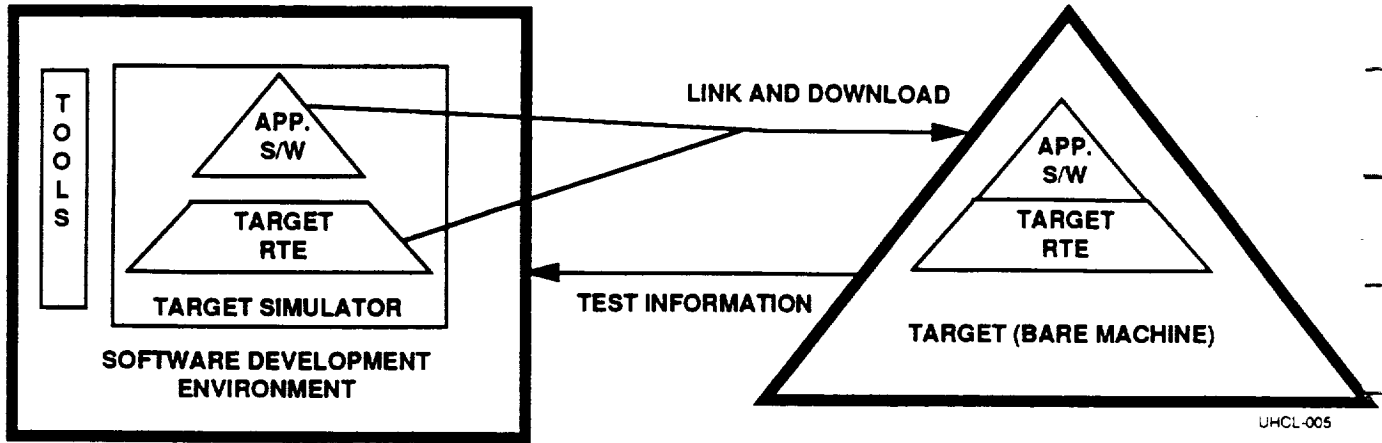 TOOLS
APP.
S/W
TARGET
RTE
TARGET SIMULATOR
SOFTWARE DEVELOPMENT
ENVIRONMENT
LINK AND DOWNLOAD
TEST INFORMATION
APP.
S/W
TARGET
RTE
TARGET (BARE MACHINE)
UHCL-005